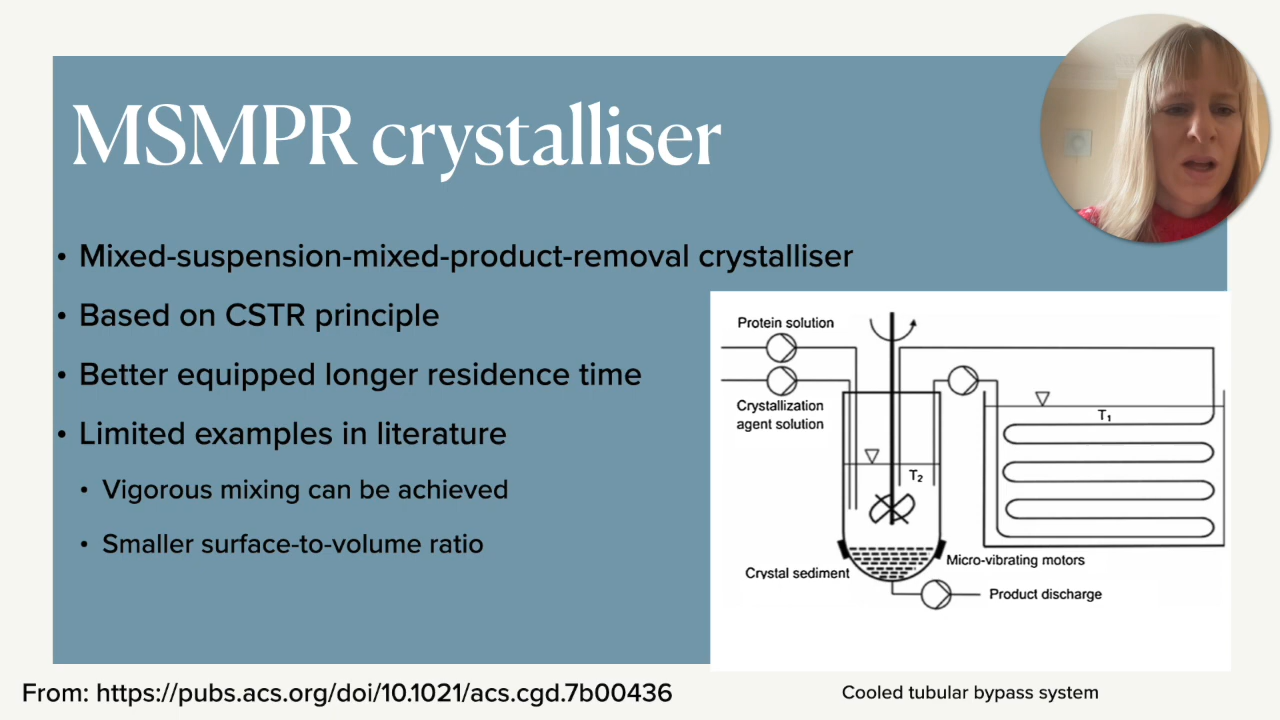 MSMPR crystalliser
• Mixed-suspension-mixed-product-removal crystalliser
• Based on CSTR principle
• Better equipped longer residence time
• Limited examples in literature
• Vigorous mixing can be achieved
• Smaller surface-to-volume ratio
Protein solution
Crystallization
agent solution
T₁
T₂
Crystal sediment
Micro-vibrating motors
Product discharge
From: https://pubs.acs.org/doi/10.1021/acs.cgd.7b00436
Cooled tubular bypass system